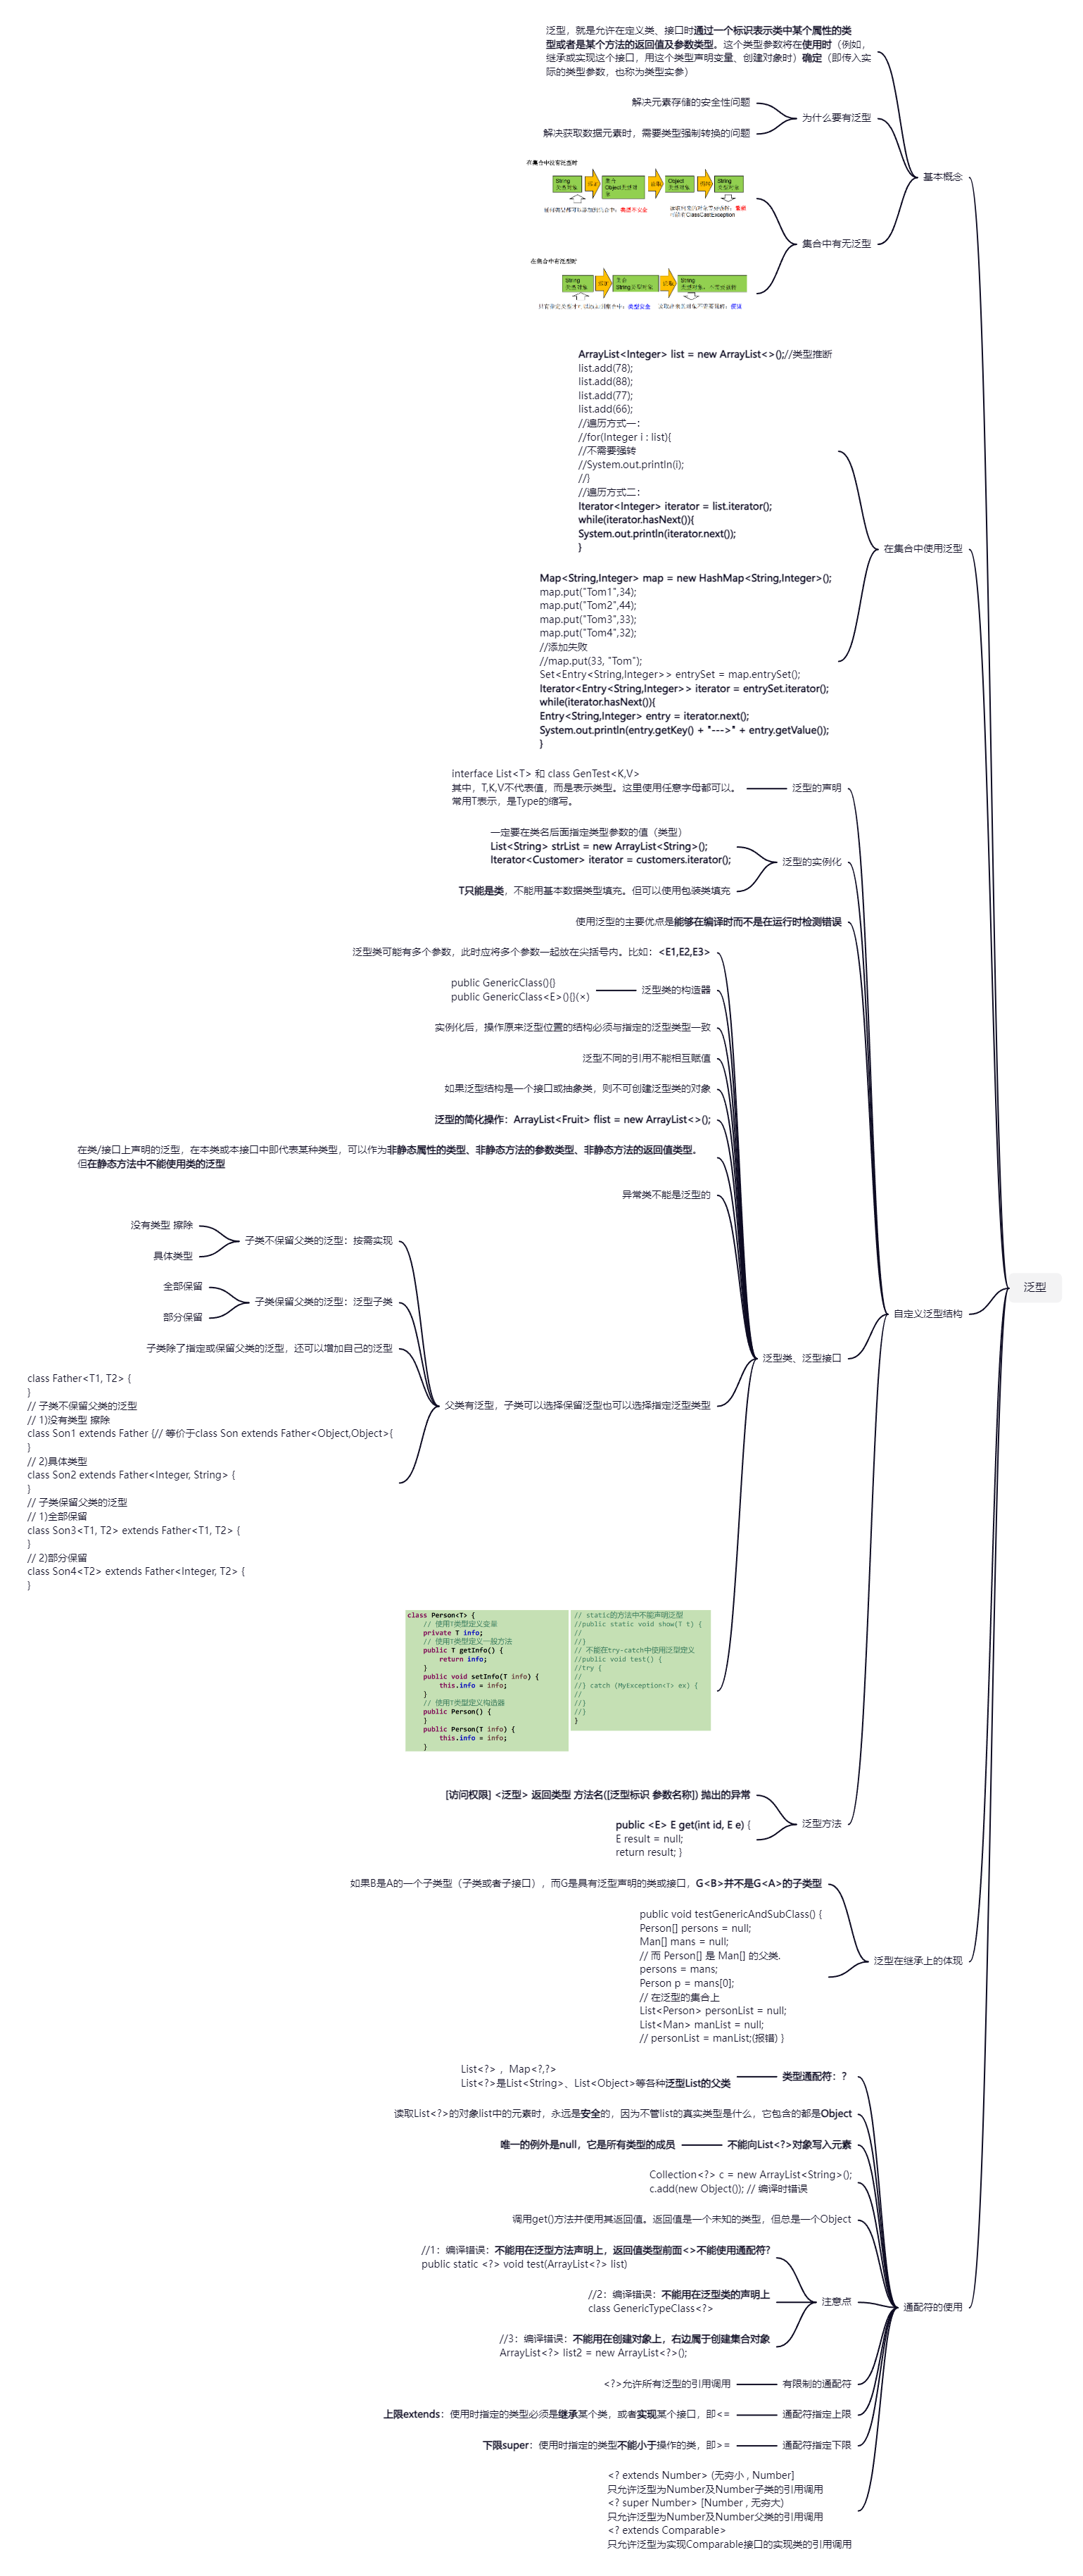 泛型，就是允许在定义类、接口时通过一个标识表示类中某个属性的类
型或者是某个方法的返回值及参数类型。这个类型参数将在使用时（例如，
继承或实现这个接口，用这个类型声明变量、创建对象时）确定（即传入实
际的类型参数，也称为类型实参）
解决元素存储的安全性问题
解决获取数据元素时，需要类型强制转换的问题
为什么要有泛型
基本概念
在集合中没有泛型时
String
类型对象
集合
Object类型对
象
Object
类型对象
String
类型对象
类型不安全
ClassCastException
集合中有无泛型
在集合中有泛型时
String
类型对象
集合
String类型对象
String
类型安全
便捷
ArrayList<Integer> list = new ArrayList<>();//类型推断
list.add(78);
list.add(88);
list.add(77);
list.add(66);
//遍历方式一：
//for(Integer i : list){
//不需要强转
//System.out.println(i);
//}
//遍历方式二：
Iterator<Integer> iterator = list.iterator();
while(iterator.hasNext()){
System.out.println(iterator.next());
}
在集合中使用泛型
Map<String,Integer> map = new HashMap<String,Integer>();
map.put("Tom1",34);
map.put("Tom2",44);
map.put("Tom3",33);
map.put("Tom4",32);
//添加失败
//map.put(33, "Tom");
Set<Entry<String,Integer>> entrySet = map.entrySet();
Iterator<Entry<String,Integer>> iterator = entrySet.iterator();
while(iterator.hasNext()){
Entry<String,Integer> entry = iterator.next();
System.out.println(entry.getKey() + "--->" + entry.getValue());
}
interface List<T> 和 class GenTest<K,V>
其中，T,K,V不代表值，而是表示类型。这里使用任意字母都可以。
常用T表示，是Type的缩写。
泛型的声明
一定要在类名后面指定类型参数的值（类型）
List<String> strList = new ArrayList<String>();
Iterator<Customer> iterator = customers.iterator();
泛型的实例化
T只能是类，不能用基本数据类型填充。但可以使用包装类填充
使用泛型的主要优点是能够在编译时而不是在运行时检测错误
泛型类可能有多个参数，此时应将多个参数一起放在尖括号内。比如：<E1,E2,E3>
public GenericClass(){}
public GenericClass<E>(){}(×)
泛型类的构造器
实例化后，操作原来泛型位置的结构必须与指定的泛型类型一致
泛型不同的引用不能相互赋值
如果泛型结构是一个接口或抽象类，则不可创建泛型类的对象
泛型的简化操作：ArrayList<Fruit> flist = new ArrayList<>();
在类/接口上声明的泛型，在本类或本接口中即代表某种类型，可以作为非静态属性的类型、非静态方法的参数类型、非静态方法的返回值类型。
但在静态方法中不能使用类的泛型
异常类不能是泛型的
没有类型 擦除
具体类型
子类不保留父类的泛型：按需实现
全部保留
部分保留
子类保留父类的泛型：泛型子类
子类除了指定或保留父类的泛型，还可以增加自己的泛型
泛型
自定义泛型结构
泛型类、泛型接口
父类有泛型，子类可以选择保留泛型也可以选择指定泛型类型
class Father<T1, T2> {
}
// 子类不保留父类的泛型
// 1)没有类型 擦除
class Son1 extends Father {// 等价于class Son extends Father<Object,Object>{
}
// 2)具体类型
class Son2 extends Father<Integer, String> {
}
// 子类保留父类的泛型
// 1)全部保留
class Son3<T1, T2> extends Father<T1, T2> {
}
// 2)部分保留
class Son4<T2> extends Father<Integer, T2> {
}
class Person<T> {
// 使用T类型定义变量
private T info;
// 使用T类型定义一般方法
public T getInfo() {
return info;
}
public void setInfo(T info) {
this.info = info;
}
// 使用T类型定义构造器
public Person() {
}
public Person(T info) {
this.info = info;
}
// static的方法中不能声明泛型
//public static void show(T t) {
//
//}
// 不能在try-catch中使用泛型定义
//public void test() {
//try {
//
//} catch (MyException<T> ex) {
//
//}
//}
}
[访问权限] <泛型> 返回类型 方法名([泛型标识 参数名称]) 抛出的异常
泛型方法
public <E> E get(int id, E e) {
E result = null;
return result; }
如果B是A的一个子类型（子类或者子接口），而G是具有泛型声明的类或接口，G<B>并不是G<A>的子类型
public void testGenericAndSubClass() {
Person[] persons = null;
Man[] mans = null;
// 而 Person[] 是 Man[] 的父类.
persons = mans;
Person p = mans[0];
// 在泛型的集合上
List<Person> personList = null;
List<Man> manList = null;
// personList = manList;(报错) }
泛型在继承上的体现
List<?> ，Map<?,?>
List<?>是List<String>、List<Object>等各种泛型List的父类
类型通配符：?
读取List<?>的对象list中的元素时，永远是安全的，因为不管list的真实类型是什么，它包含的都是Object
唯一的例外是null，它是所有类型的成员
不能向List<?>对象写入元素
Collection<?> c = new ArrayList<String>();
c.add(new Object()); // 编译时错误
调用get()方法并使用其返回值。返回值是一个未知的类型，但总是一个Object
//1：编译错误：不能用在泛型方法声明上，返回值类型前面<>不能使用通配符?
public static <?> void test(ArrayList<?> list)
//2：编译错误：不能用在泛型类的声明上
class GenericTypeClass<?>
注意点
通配符的使用
//3：编译错误：不能用在创建对象上，右边属于创建集合对象
ArrayList<?> list2 = new ArrayList<?>();
<?>允许所有泛型的引用调用
有限制的通配符
上限extends：使用时指定的类型必须是继承某个类，或者实现某个接口，即<=
通配符指定上限
下限super：使用时指定的类型不能小于操作的类，即>=
通配符指定下限
<? extends Number> (无穷小 , Number]
只允许泛型为Number及Number子类的引用调用
<? super Number> [Number , 无穷大)
只允许泛型为Number及Number父类的引用调用
<? extends Comparable>
只允许泛型为实现Comparable接口的实现类的引用调用